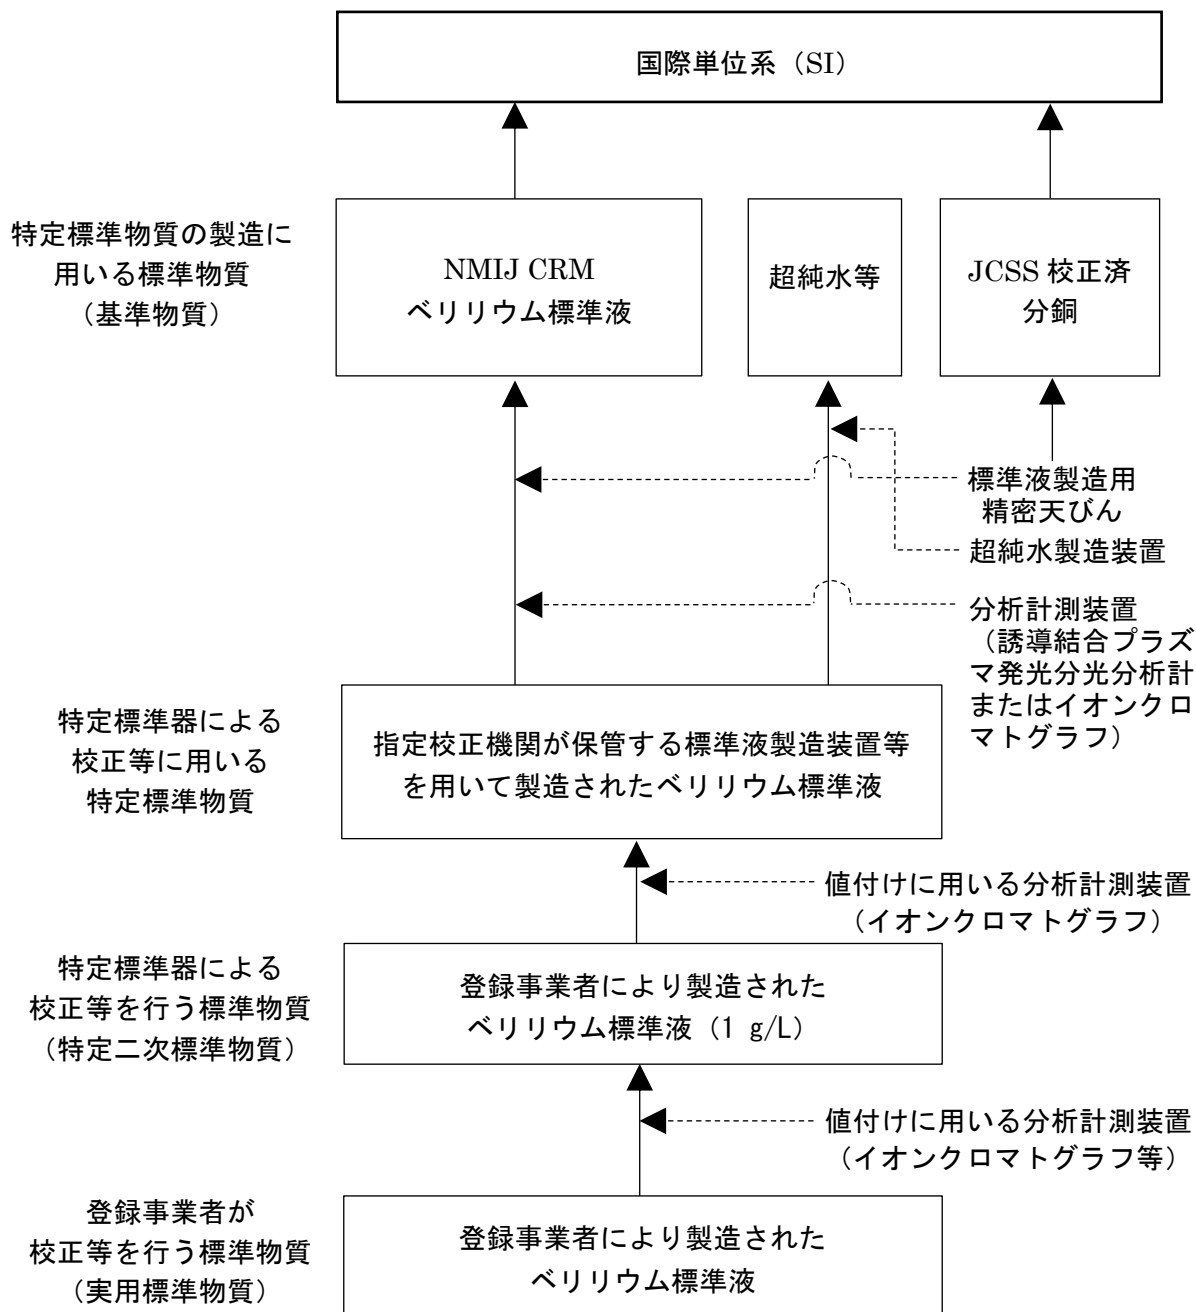 国際単位系（SI）
特定標準物質の製造に
用いる標準物質
（基準物質）
NMIJ CRM
ベリリウム標準液
超純水等
JCSS 校正済
分銅
標準液製造用
精密天びん
超純水製造装置
分析計測装置
（誘導結合プラズ
マ発光分光分析計
またはイオンクロ
マトグラフ）
特定標準器による
校正等に用いる
特定標準物質
指定校正機関が保管する標準液製造装置等
を用いて製造されたベリリウム標準液
値付けに用いる分析計測装置
（イオンクロマトグラフ）
特定標準器による
校正等を行う標準物質
（特定二次標準物質）
登録事業者により製造された
ベリリウム標準液（1 g/L）
値付けに用いる分析計測装置
（イオンクロマトグラフ等）
登録事業者が
校正等を行う標準物質
（実用標準物質）
登録事業者により製造された
ベリリウム標準液